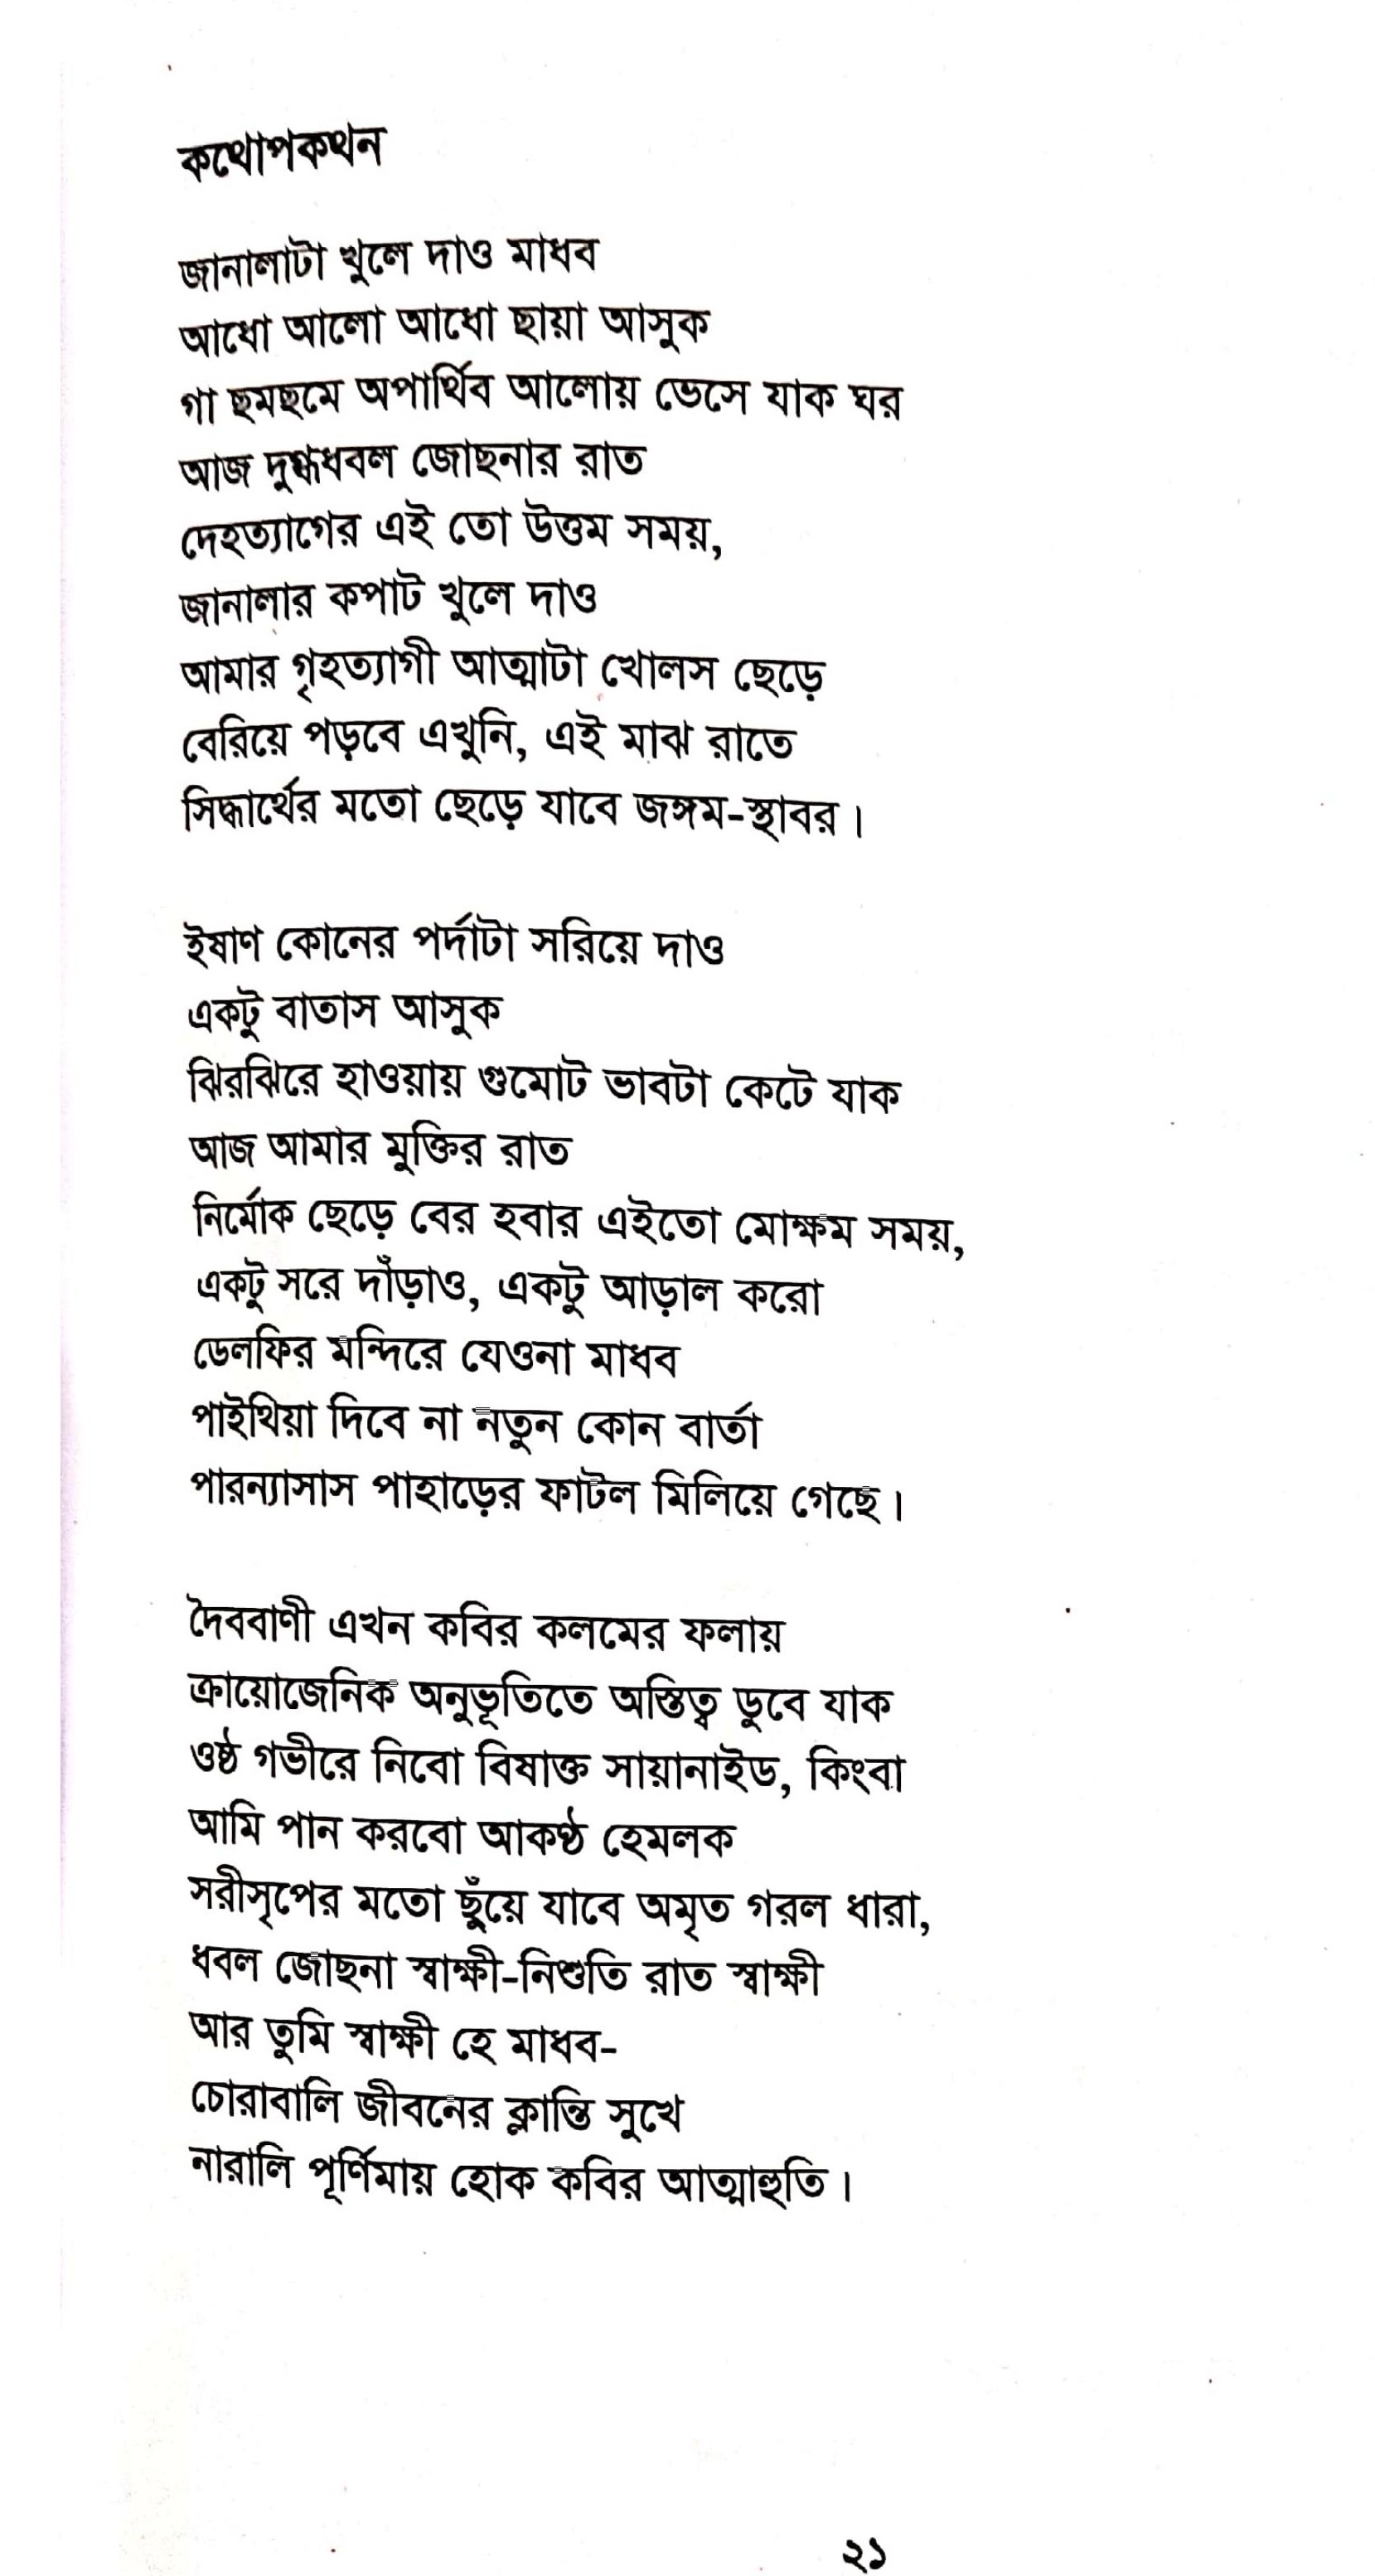 কথোপকথন
জানালাটা খুলে দাও মাধব
আধো আলো আধো ছায়া আসুক
গা ছমছমে অপার্থিব আলোয় ভেসে যাক ঘর
আজ দুগ্ধধবল জোছনার রাত
দেহত্যাগের এই তো উত্তম সময়,
জানালার কপাট খুলে দাও
আমার গৃহত্যাগী আত্মাটা খোলস ছেড়ে
বেরিয়ে পড়বে এখুনি, এই মাঝ রাতে
সিদ্ধার্থের মতো ছেড়ে যাবে জঙ্গম-স্থাবর।
ইষাণ কোনের পর্দাটা সরিয়ে দাও
একটু বাতাস আসুক
ঝিরঝিরে হাওয়ায় গুমোট ভাবটা কেটে যাক
আজ আমার মুক্তির রাত
নির্মোক ছেড়ে বের হবার এইতো মোক্ষম সময়,
একটু সরে দাঁড়াও, একটু আড়াল করো
ডেলফির মন্দিরে যেওনা মাধব
পাইথিয়া দিবে না নতুন কোন বার্তা
পারন্যাসাস পাহাড়ের ফাটল মিলিয়ে গেছে।
দৈববাণী এখন কবির কলমের ফলায়
ক্রায়োজেনিক অনুভূতিতে অস্তিত্ব ডুবে যাক
ওষ্ঠ গভীরে নিবো বিষাক্ত সায়ানাইড, কিংবা
আমি পান করবো আকণ্ঠ হেমলক
সরীসৃপের মতো ছুঁয়ে যাবে অমৃত গরল ধারা,
ধবল জোছনা স্বাক্ষী-নিশুতি রাত স্বাক্ষী
আর তুমি স্বাক্ষী হে মাধব-
চোরাবালি জীবনের ক্লান্তি সুখে
নারালি পূর্ণিমায় হোক কবির আত্মাহুতি।
২১